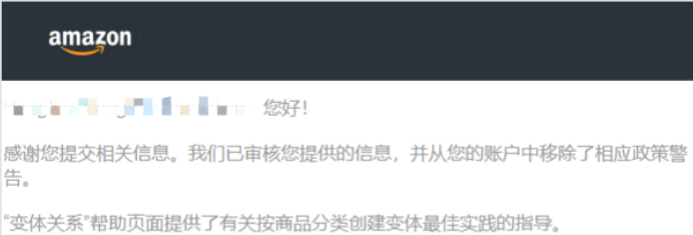 amazon
您好！
感谢您提交相关信息。我们已审核您提供的信息，并从您的账户中移除了相应政策警
告。
“变体关系”帮助页面提供了有关按商品分类创建变体最佳实践的指导。